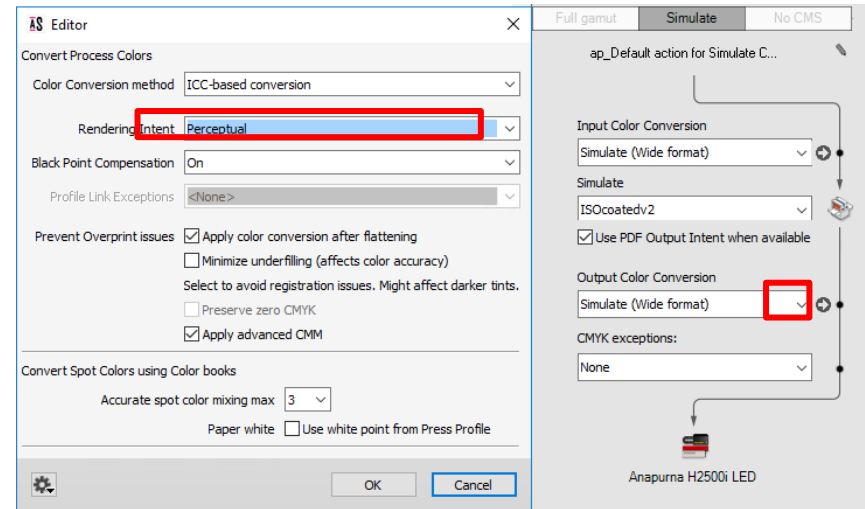 AS Editor
Convert Process Colors
Color Conversion method ICC-based conversion
Rendering Intent Perceptual
Black Point Compensation On
Profile Link Exceptions <None>
Prevent Overprint issues Apply color conversion after flattening
Minimize underfilling (affects color accuracy)
Select to avoid registration issues. Might affect darker tints.
Preserve zero CMYK
Apply advanced CMM
Convert Spot Colors using Color books
Accurate spot color mixing max 3
Paper white Use white point from Press Profile
OK Cancel
Full gamut Simulate No CMS
ap_Default action for Simulate C...
Input Color Conversion
Simulate (Wide format)
Simulate
ISOcoatedv2
Use PDF Output Intent when available
Output Color Conversion
Simulate (Wide format)
CMYK exceptions:
None
Anapurna H2500i LED